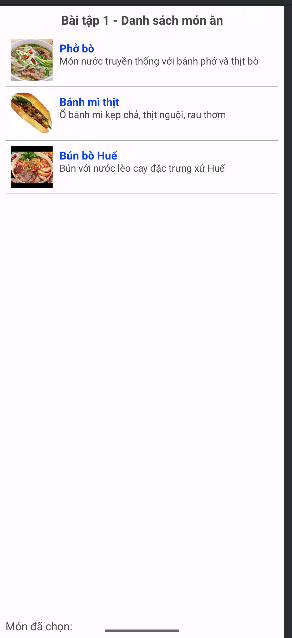 Bài tập 1 - Danh sách món ăn
Phở bò
Món nước truyền thống với bánh phở và thịt bò
Bánh mì thịt
Ổ bánh mì kẹp chả, thịt nguội, rau thơm
Bún bò Huế
Bún với nước lèo cay đặc trưng xứ Huế
Món đã chọn: